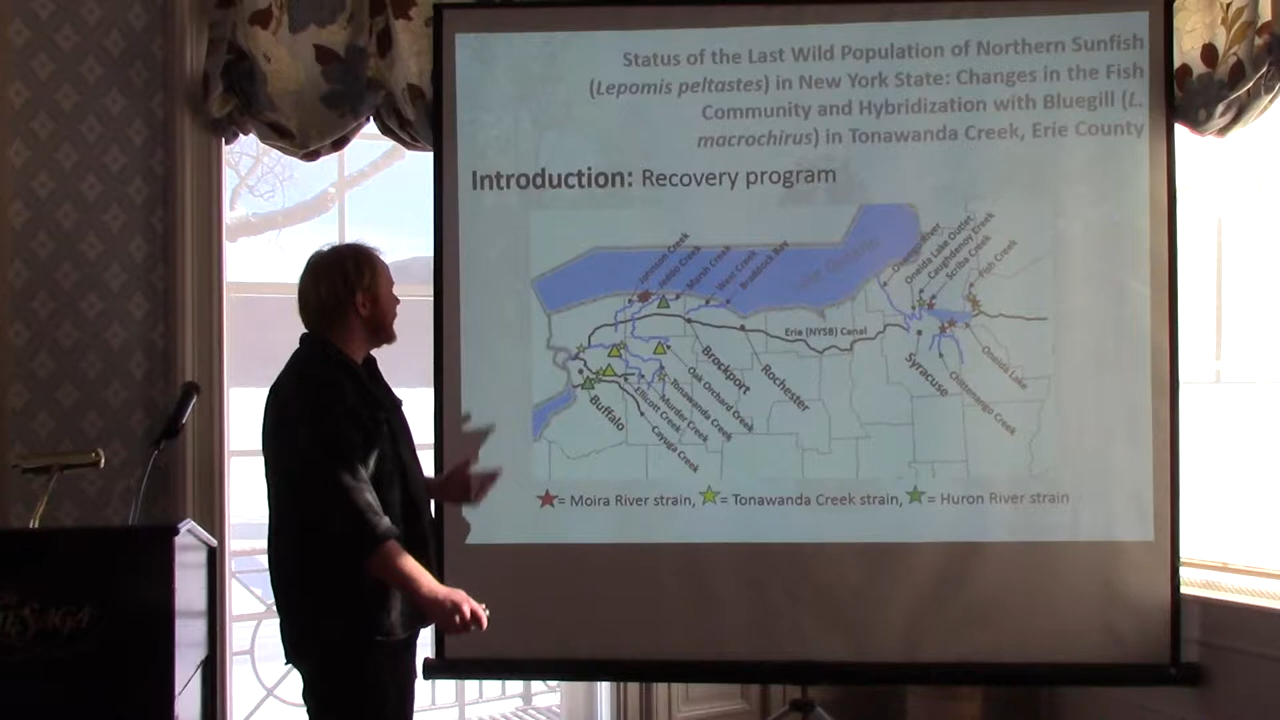 Status of the Last Wild Population of Northern Sunfish
(Lepomis peltastes) in New York State: Changes in the Fish
Community and Hybridization with Bluegill (L.
macrochirus) in Tonawanda Creek, Erie County
Introduction: Recovery program
Johnson Creek
Jeddo Creek
Marsh Creek
West Creek
Braddock Bay
Oneida Lake Outlet
Caughdenoy Creek
Scriba Creek
Fish Creek
Erie (NYSB) Canal
Brockport
Rochester
Syracuse
Oneida Lake
Chittenango Creek
Buffalo
Oak Orchard Creek
Tonawanda Creek
Murder Creek
Ellicott Creek
Cayuga Creek
= Moira River strain, = Tonawanda Creek strain, = Huron River strain